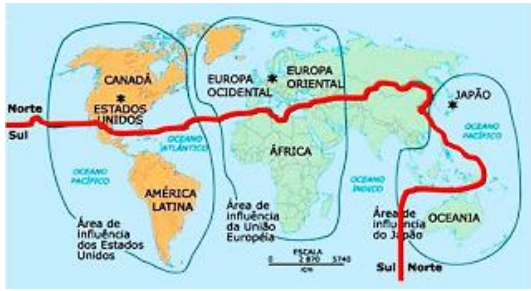 CANADÁ
ESTADOS
UNIDOS
Norte
Sul
EUROPA
OCIDENTAL
EUROPA
ORIENTAL
JAPÃO
OCEANO
PACÍFICO
OCEANO
ATLÂNTICO
ÁFRICA
OCEANO
PACÍFICO
OCEANO
ÍNDICO
AMÉRICA
LATINA
OCEANIA
Área de
influência
dos Estados
Unidos
Área de
influência
da União
Européia
Área de
influência
do Japão
ESCALA
0 2 870 5740
Km
Sul Norte